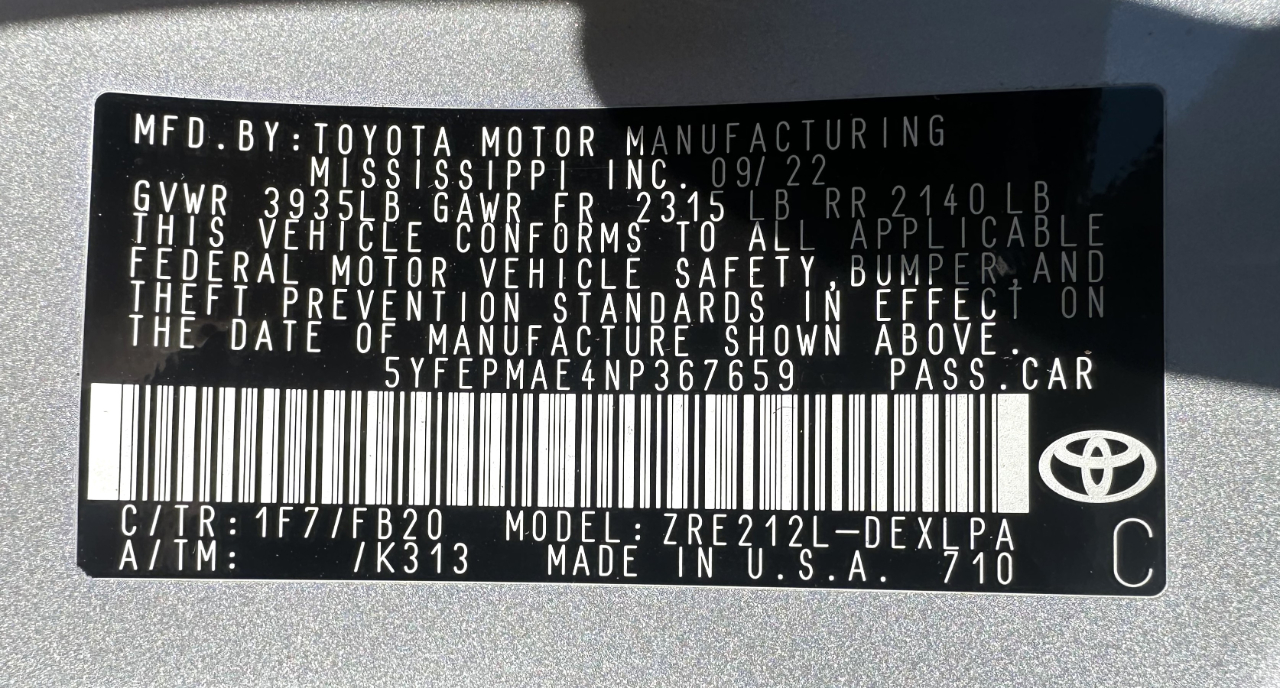 MFD.BY:TOYOTA MOTOR MANUFACTURING
MISSISSIPPI INC. 09/22
GVWR 3935LB GAWR FR 2315 LB RR 2140LB
THIS VEHICLE CONFORMS TO ALL APPLICABLE
FEDERAL MOTOR VEHICLE SAFETY,BUMPER,AND
THEFT PREVENTION STANDARDS IN EFFECT ON
THE DATE OF MANUFACTURE SHOWN ABOVE.
5YFEPMAE4NP367659 PASS.CAR
C/TR:1F7/FB20 MODEL:ZRE212L-DEXLPA
A/TM: /K313 MADE IN U.S.A. 710
C